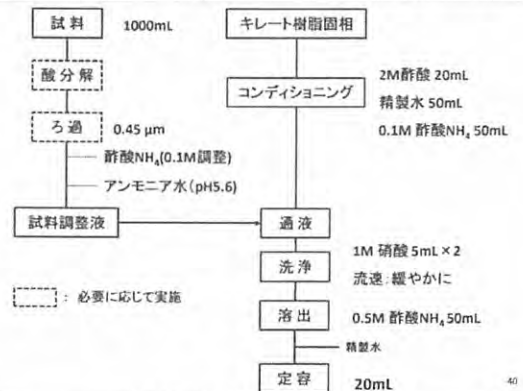 試料
1000mL
酸分解
ろ過
0.45 μm
酢酸NH₄(0.1M調整)
アンモニア水(pH5.6)
試料調整液
キレート樹脂固相
コンディショニング
2M酢酸 20mL
精製水 50mL
0.1M 酢酸NH₄ 50mL
通液
洗浄
1M 硝酸 5mL×2
流速:緩やかに
溶出
0.5M 酢酸NH₄ 50mL
精製水
定容
20mL
: 必要に応じて実施
40